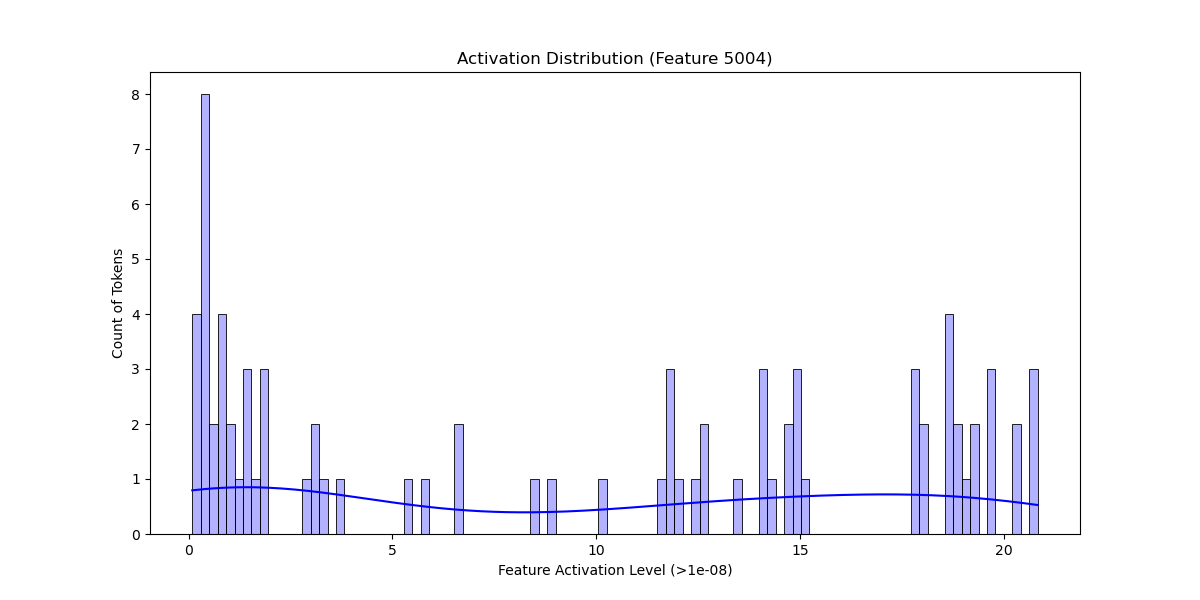 Activation Distribution (Feature 5004)
Count of Tokens
8
7
6
5
4
3
2
1
0
0 5 10 15 20
Feature Activation Level (>1e-08)